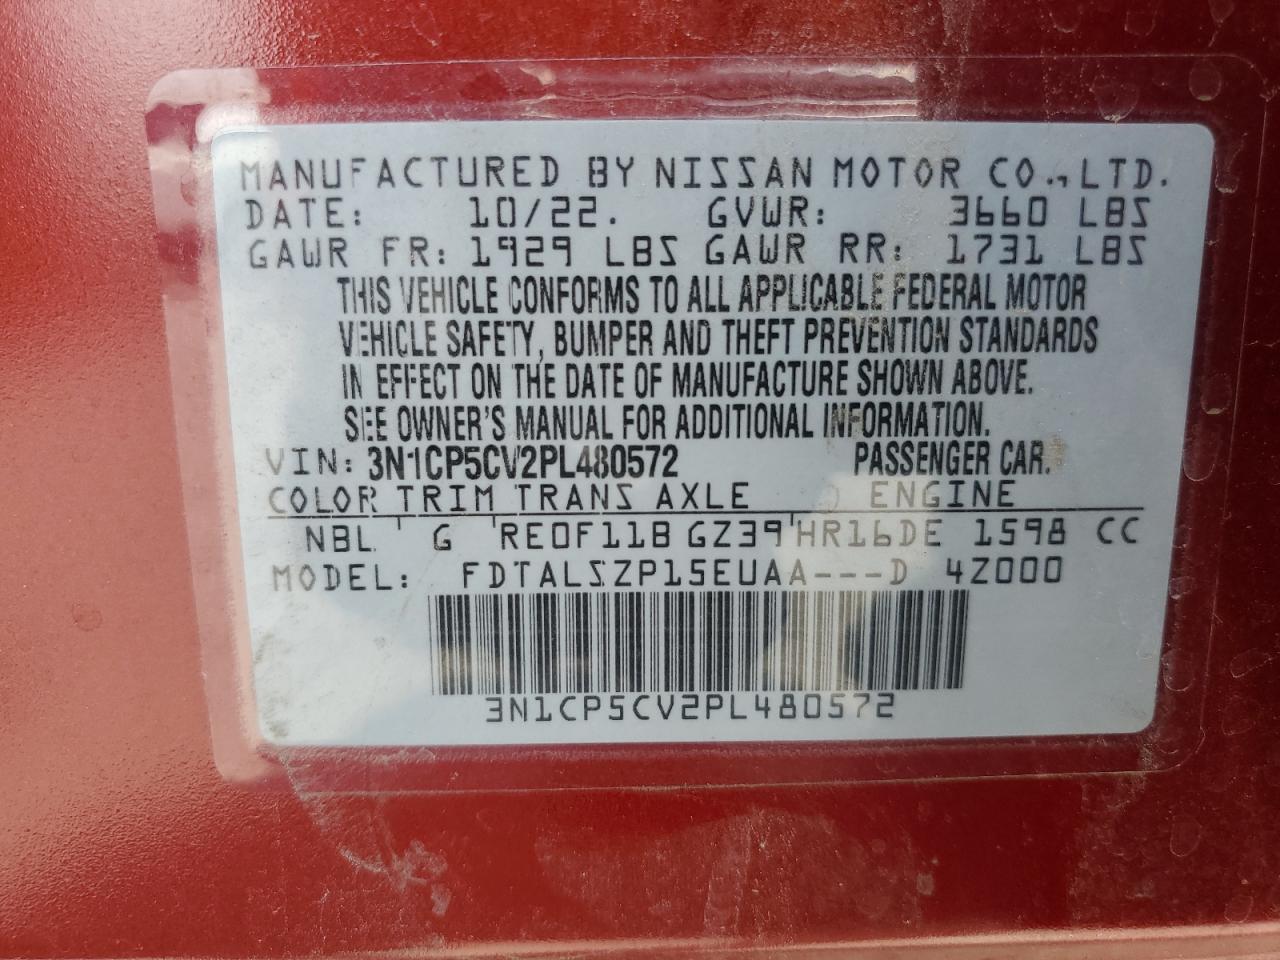 MANUFACTURED BY NISSAN MOTOR CO., LTD.
DATE: 10/22. GVWR: 3660 LBS
GAWR FR: 1929 LBS GAWR RR: 1731 LBS
THIS VEHICLE CONFORMS TO ALL APPLICABLE FEDERAL MOTOR
VEHICLE SAFETY, BUMPER AND THEFT PREVENTION STANDARDS
IN EFFECT ON THE DATE OF MANUFACTURE SHOWN ABOVE.
SEE OWNER'S MANUAL FOR ADDITIONAL INFORMATION.
VIN: 3N1CP5CV2PL480572 PASSENGER CAR.
COLOR TRIM TRANS AXLE ENGINE
NBL G RE0F11B GZ39 HR16DE 1598 CC
MODEL: FDTALSZP15EUAA---D 4Z000
3N1CP5CV2PL480572